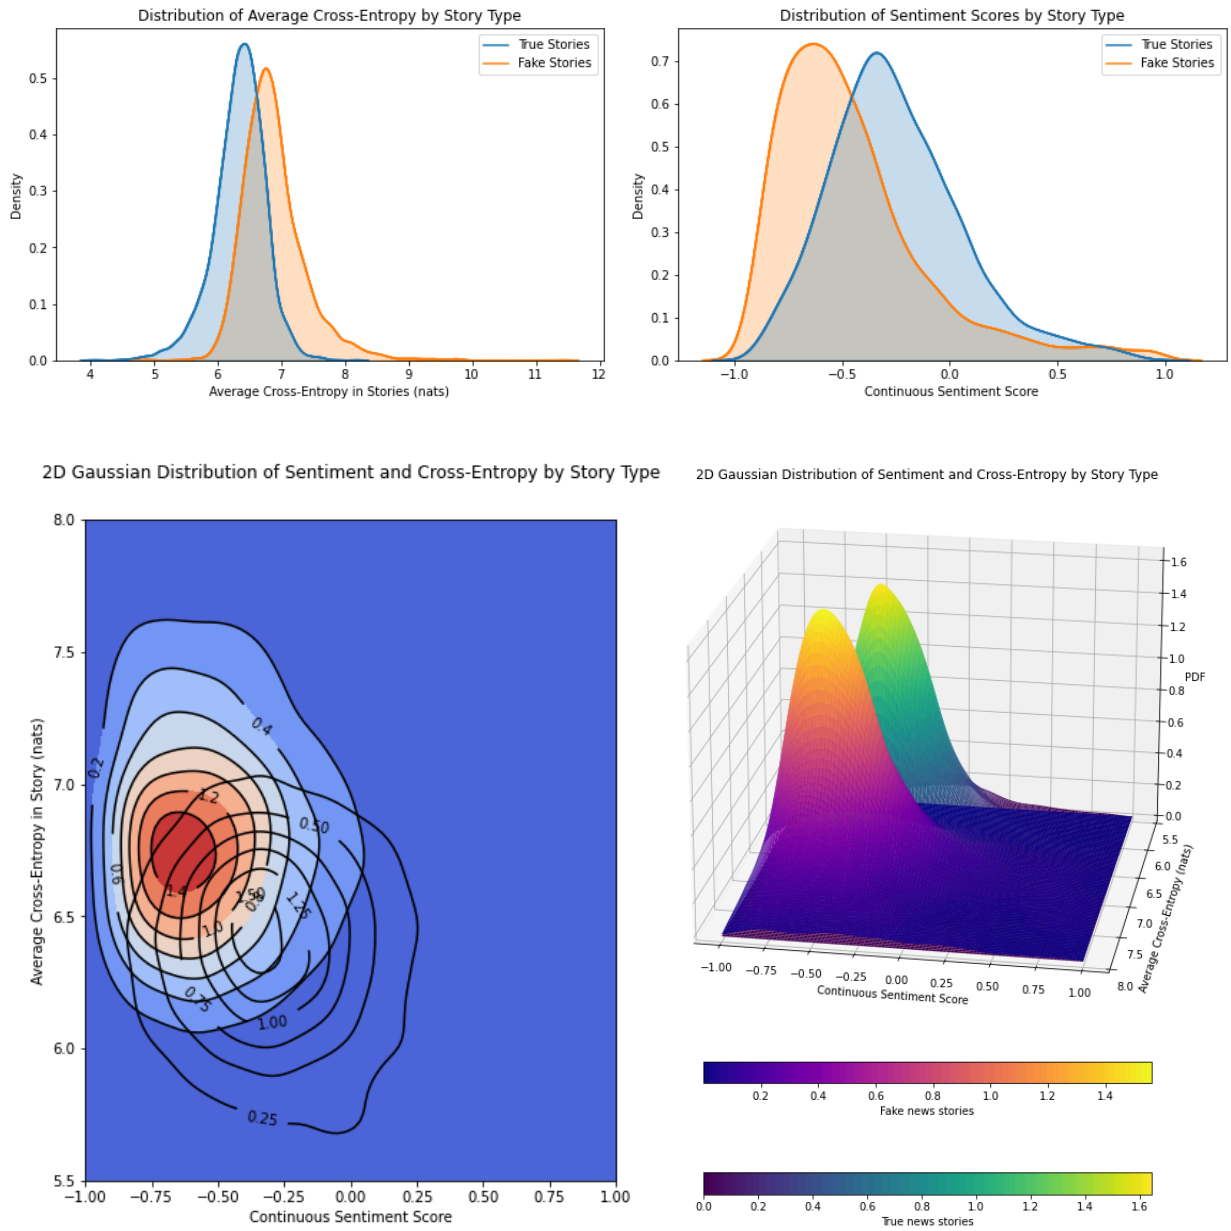 Distribution of Average Cross-Entropy by Story Type
True Stories
Fake Stories
Density
0.5
0.4
0.3
0.2
0.1
0.0
4 5 6 7 8 9 10 11 12
Average Cross-Entropy in Stories (nats)
Distribution of Sentiment Scores by Story Type
True Stories
Fake Stories
Density
0.7
0.6
0.5
0.4
0.3
0.2
0.1
0.0
−1.0 −0.5 0.0 0.5 1.0
Continuous Sentiment Score
2D Gaussian Distribution of Sentiment and Cross-Entropy by Story Type
Average Cross-Entropy in Story (nats)
8.0
7.5
7.0
6.5
6.0
5.5
0.4
0.2
1.2
0.50
0.6
1.4
1.50
1.25
1.0
0.75
1.00
0.25
−1.00 −0.75 −0.50 −0.25 0.00 0.25 0.50 0.75 1.00
Continuous Sentiment Score
2D Gaussian Distribution of Sentiment and Cross-Entropy by Story Type
1.6
1.4
1.2
1.0
PDF
0.8
0.6
0.4
0.2
0.0
5.5
6.0
6.5
7.0
7.5
8.0
Average Cross-Entropy (nats)
−1.00 −0.75 −0.50 −0.25 0.00 0.25 0.50 0.75 1.00
Continuous Sentiment Score
0.2 0.4 0.6 0.8 1.0 1.2 1.4
Fake news stories
0.0 0.2 0.4 0.6 0.8 1.0 1.2 1.4 1.6
True news stories